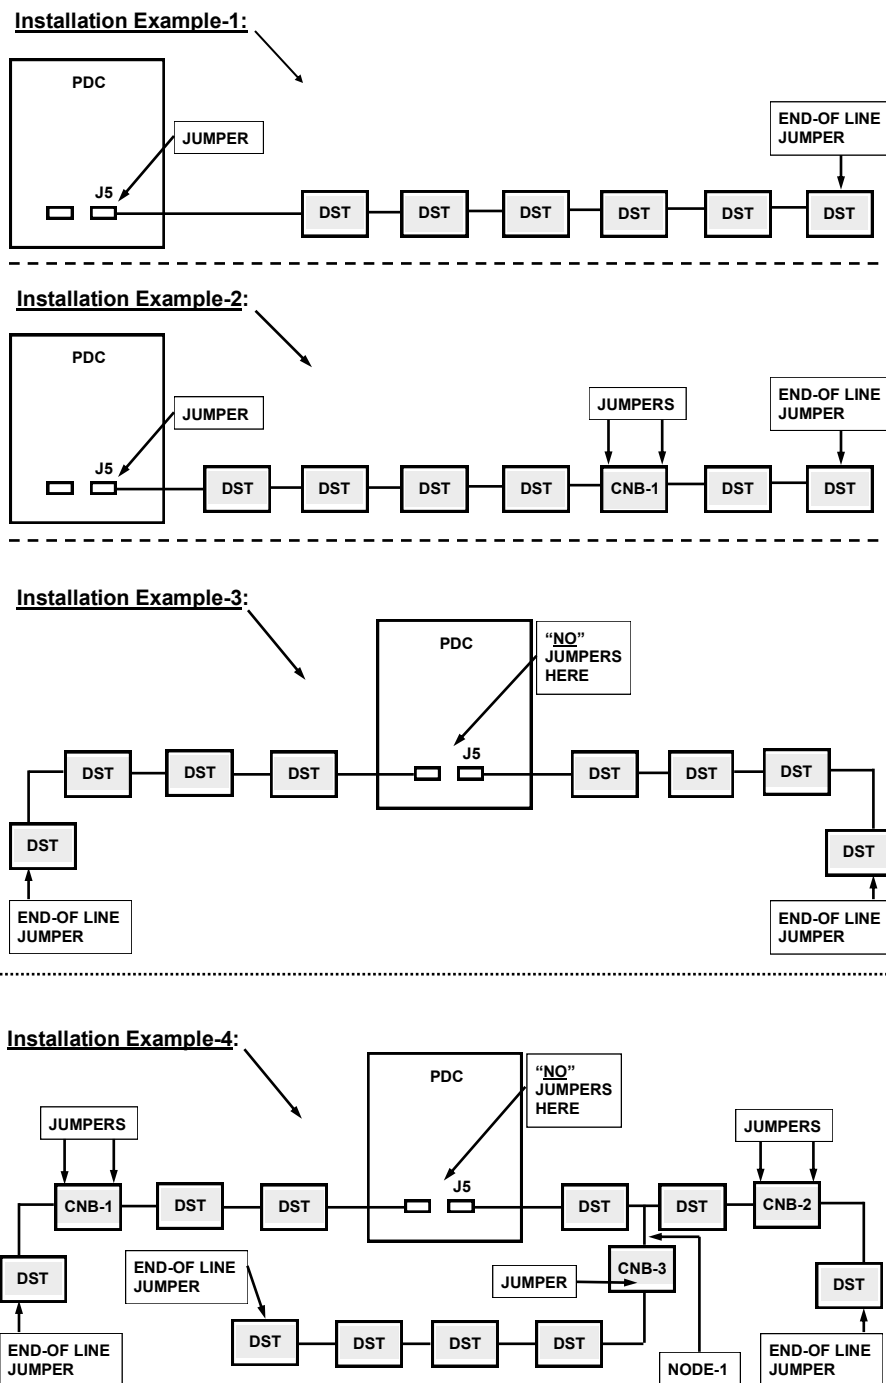 Installation Example-1:
PDC
JUMPER
END-OF LINE
JUMPER
J5
DST DST DST DST DST DST
Installation Example-2:
PDC
JUMPER
JUMPERS
END-OF LINE
JUMPER
J5
DST DST DST DST CNB-1 DST DST
Installation Example-3:
PDC
“NO”
JUMPERS
HERE
J5
DST DST DST DST DST DST
DST DST
END-OF LINE
JUMPER
END-OF LINE
JUMPER
Installation Example-4:
PDC
“NO”
JUMPERS
HERE
JUMPERS
JUMPERS
J5
CNB-1 DST DST DST DST CNB-2
DST
END-OF LINE
JUMPER
JUMPER
CNB-3
DST
DST DST DST DST
END-OF LINE
JUMPER
NODE-1
END-OF LINE
JUMPER